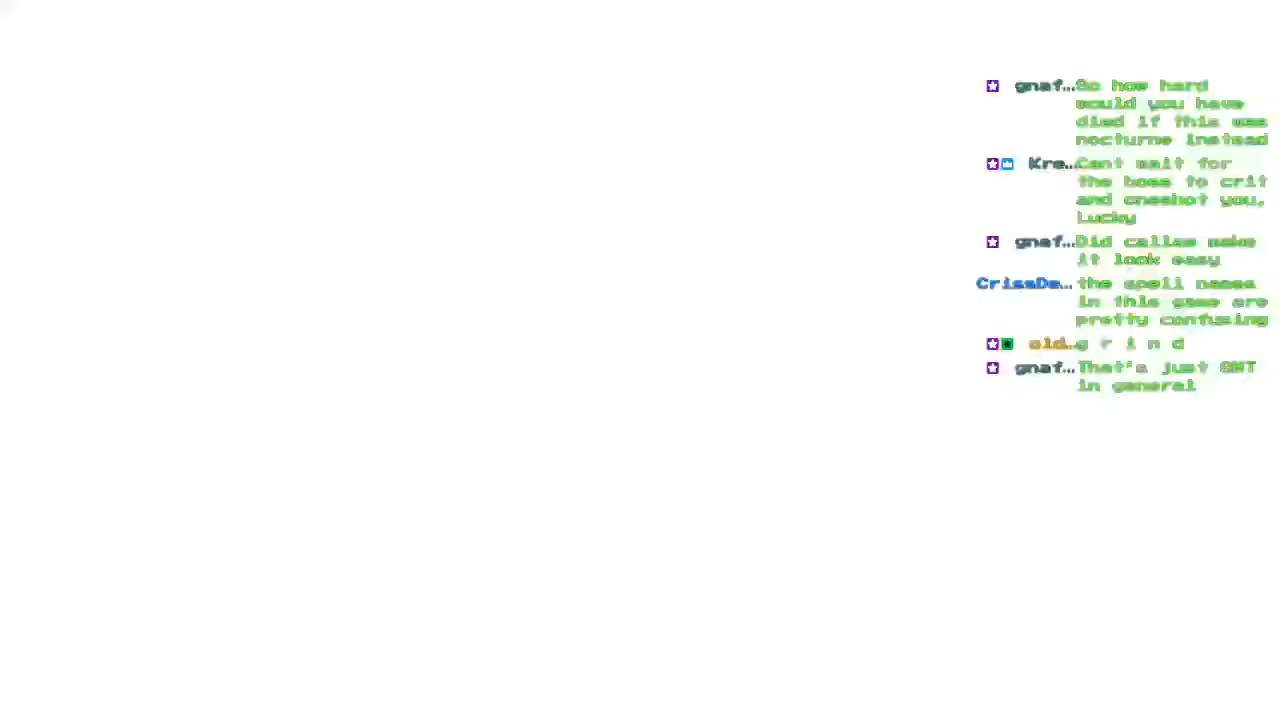 gnaf… So how hard
would you have
died if this was
nocturne instead
Kre… Cant wait for
the boss to crit
and oneshot you,
Lucky
gnaf… Did callum make
it look easy
CrissDe… the spell names
in this game are
pretty confusing
old… g r i n d
gnaf… That's just SMT
in general